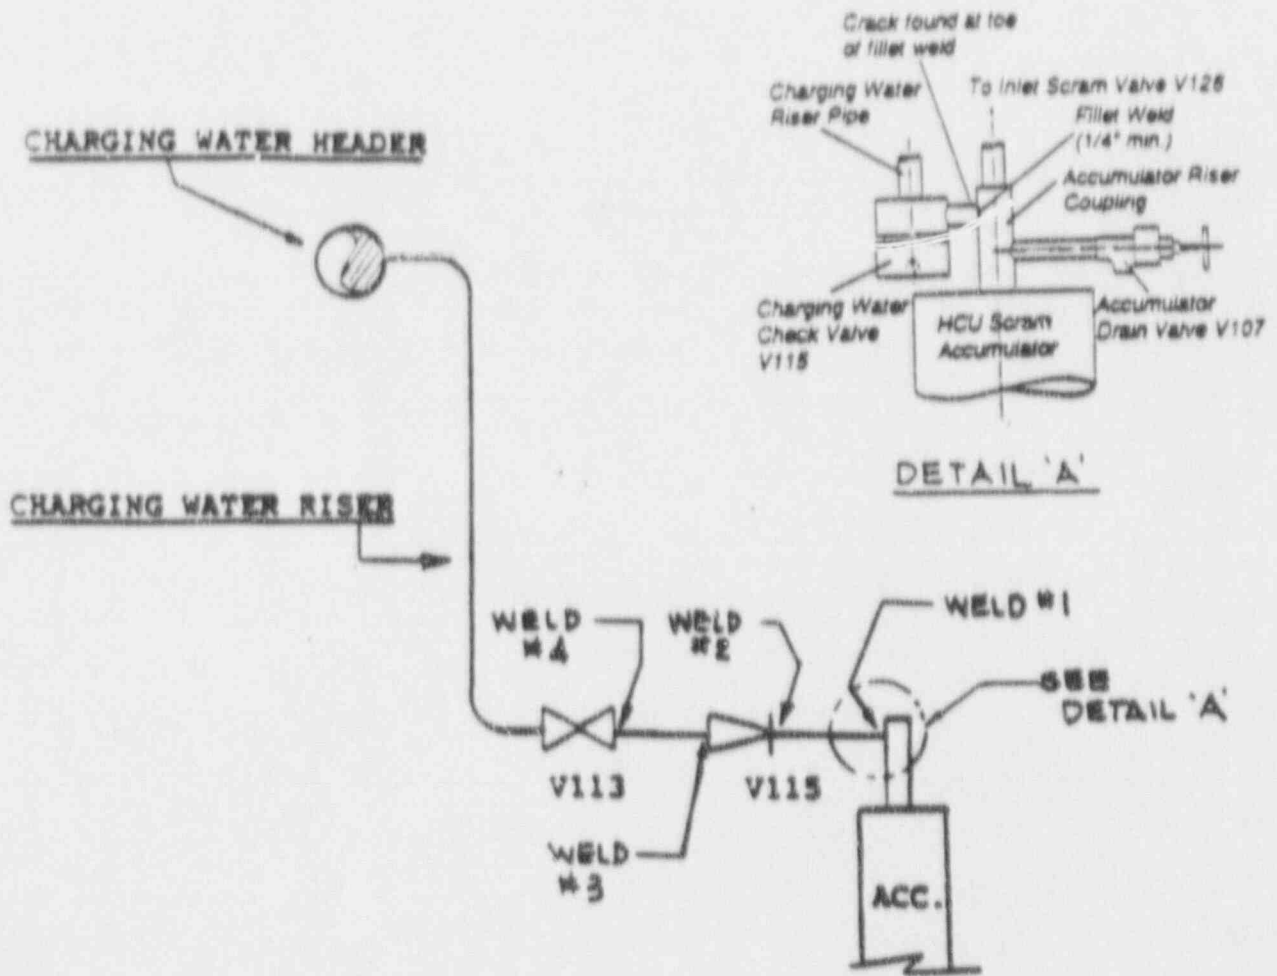 Crack found at toe
of fillet weld
Charging Water
Riser Pipe
To Inlet Scram Valve V126
Fillet Weld
(1/4" min.)
Accumulator Riser
Coupling
CHARGING WATER HEADER
Charging Water
Check Valve
V115
HCU Scram
Accumulator
Accumulator
Drain Valve V107
DETAIL 'A'
CHARGING WATER RISER
WELD
#4
WELD
#2
WELD #1
SEE
DETAIL 'A'
V113
V115
WELD
#3
ACC.